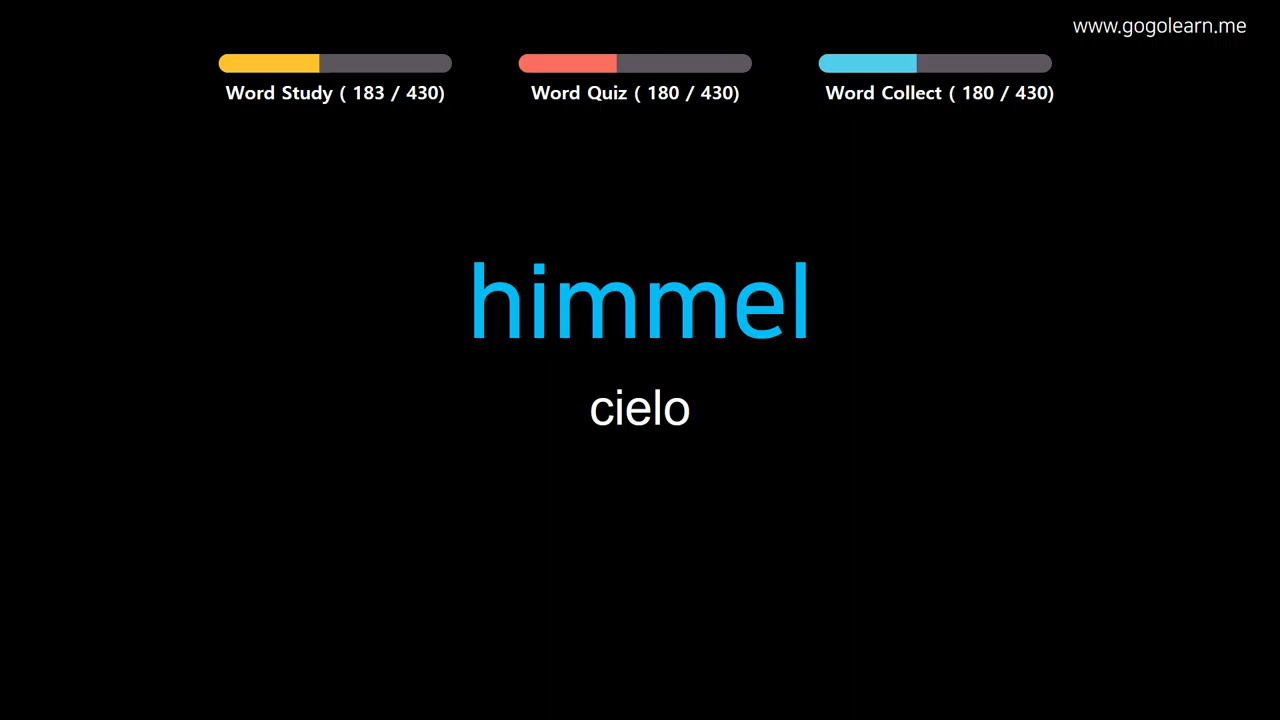 www.gogolearn.me
Word Study ( 183 / 430)
Word Quiz ( 180 / 430)
Word Collect ( 180 / 430)
himmel
cielo